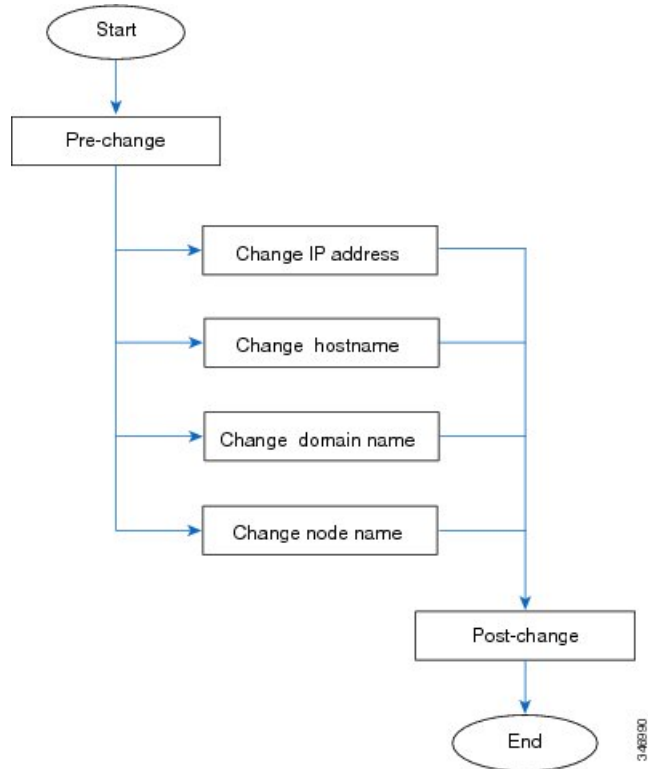 Start
Pre-change
Change IP address
Change hostname
Change domain name
Change node name
Post-change
End
346990